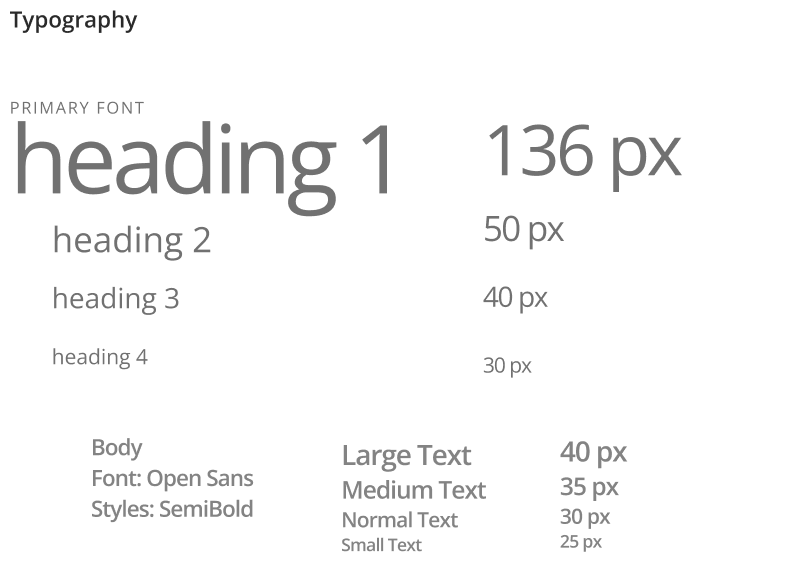 Typography
PRIMARY FONT
heading 1 136 px
heading 2 50 px
heading 3 40 px
heading 4 30 px
Body
Font: Open Sans
Styles: SemiBold
Large Text 40 px
Medium Text 35 px
Normal Text 30 px
Small Text 25 px